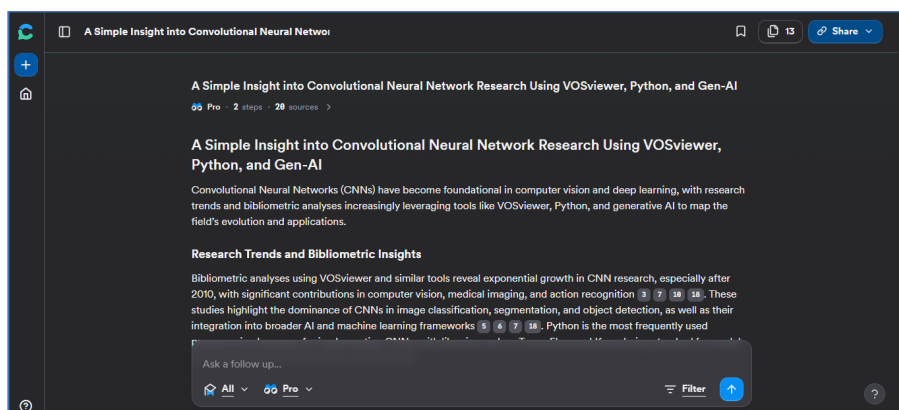 A Simple Insight into Convolutional Neural Networ
13
Share
A Simple Insight into Convolutional Neural Network Research Using VOSviewer, Python, and Gen-AI
Pro · 2 steps · 20 sources
A Simple Insight into Convolutional Neural Network Research Using VOSviewer,
Python, and Gen-AI
Convolutional Neural Networks (CNNs) have become foundational in computer vision and deep learning, with research
trends and bibliometric analyses increasingly leveraging tools like VOSviewer, Python, and generative AI to map the
field's evolution and applications.
Research Trends and Bibliometric Insights
Bibliometric analyses using VOSviewer and similar tools reveal exponential growth in CNN research, especially after
2010, with significant contributions in computer vision, medical imaging, and action recognition 3 7 10 18. These
studies highlight the dominance of CNNs in image classification, segmentation, and object detection, as well as their
integration into broader AI and machine learning frameworks 5 6 7 18. Python is the most frequently used
Ask a follow up...
All
Pro
Filter